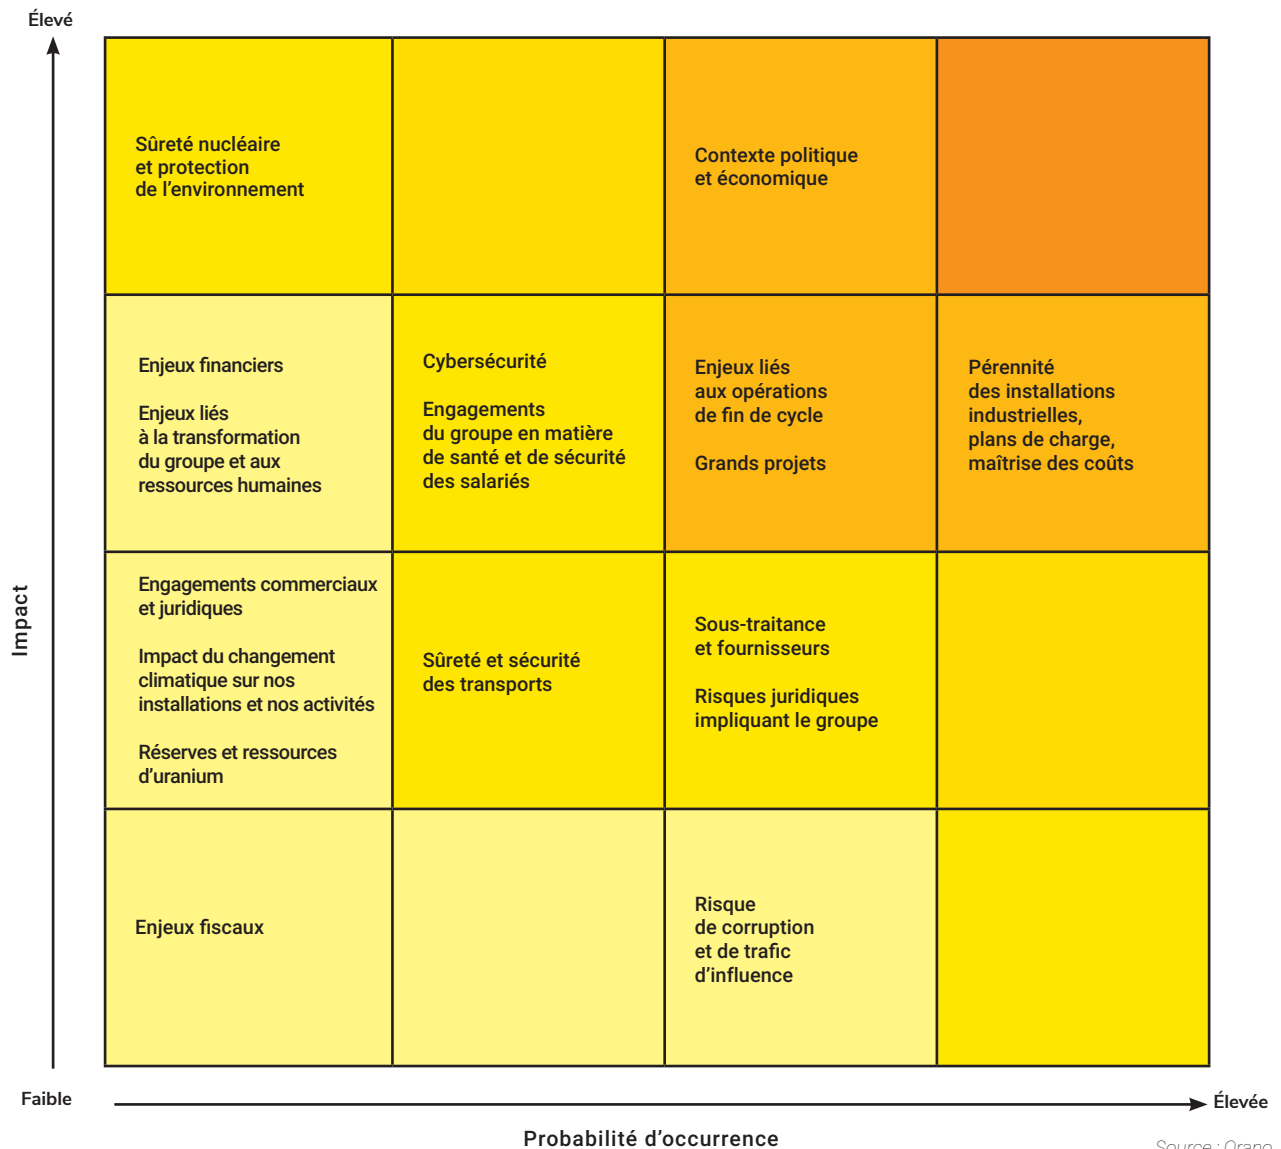 Élevé
Sûreté nucléaire
et protection
de l’environnement
Contexte politique
et économique
Enjeux financiers
Enjeux liés
à la transformation
du groupe et aux
ressources humaines
Cybersécurité
Engagements
du groupe en matière
de santé et de sécurité
des salariés
Enjeux liés
aux opérations
de fin de cycle
Grands projets
Pérennité
des installations
industrielles,
plans de charge,
maîtrise des coûts
Impact
Engagements commerciaux
et juridiques
Impact du changement
climatique sur nos
installations et nos activités
Réserves et ressources
d’uranium
Sûreté et sécurité
des transports
Sous-traitance
et fournisseurs
Risques juridiques
impliquant le groupe
Enjeux fiscaux
Risque
de corruption
et de trafic
d’influence
Faible
Élevée
Probabilité d’occurrence
Source : Orano